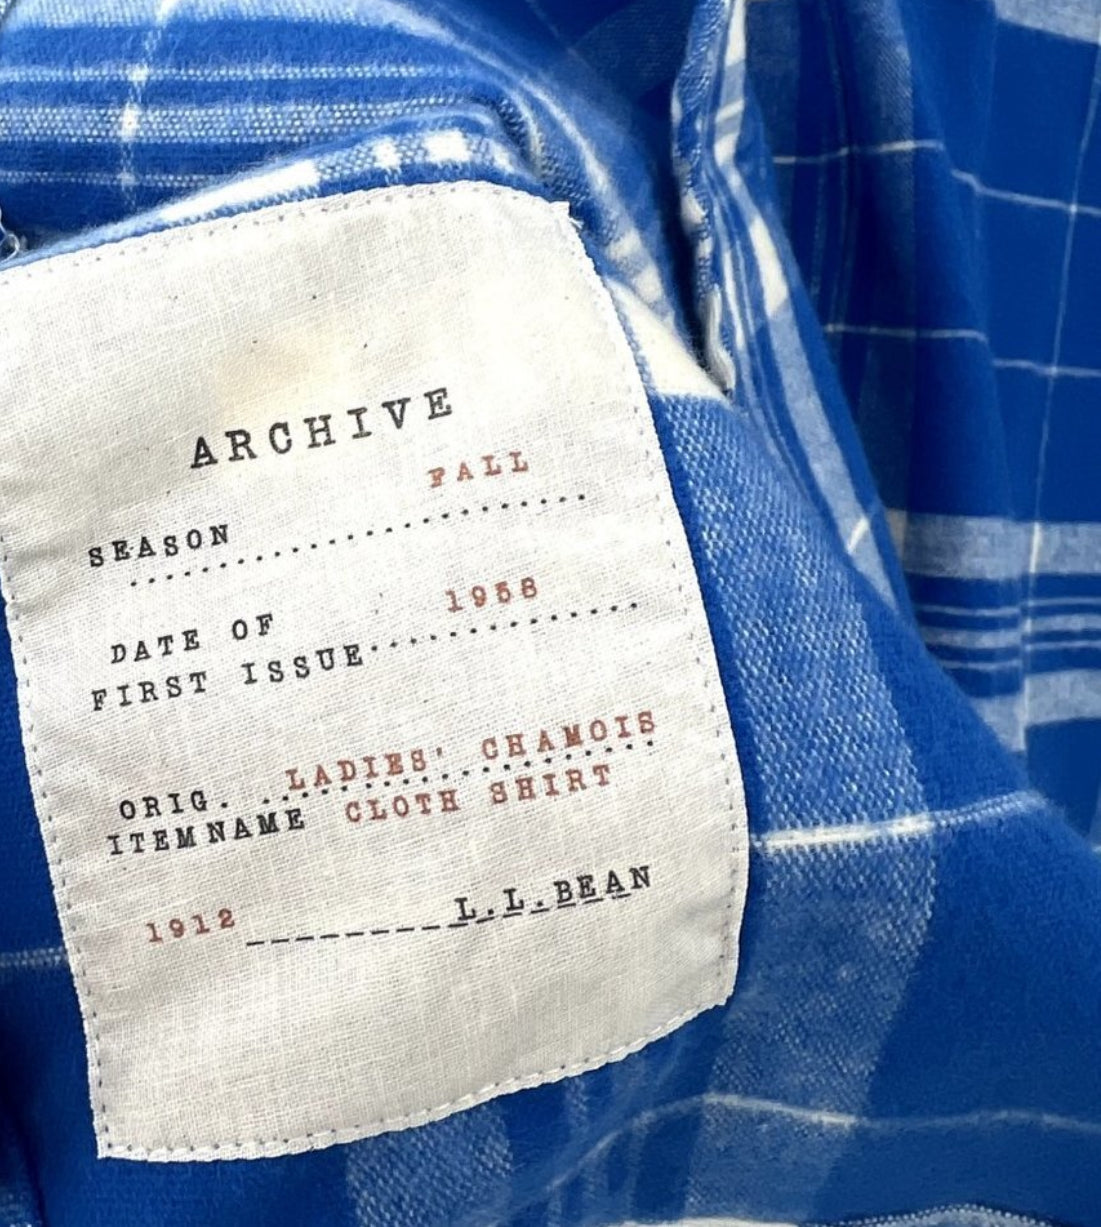 ARCHIVE
SEASON FALL
DATE OF
FIRST ISSUE 1958
ORIG. LADIES' CHAMOIS
ITEM NAME CLOTH SHIRT
1912 L.L.BEAN